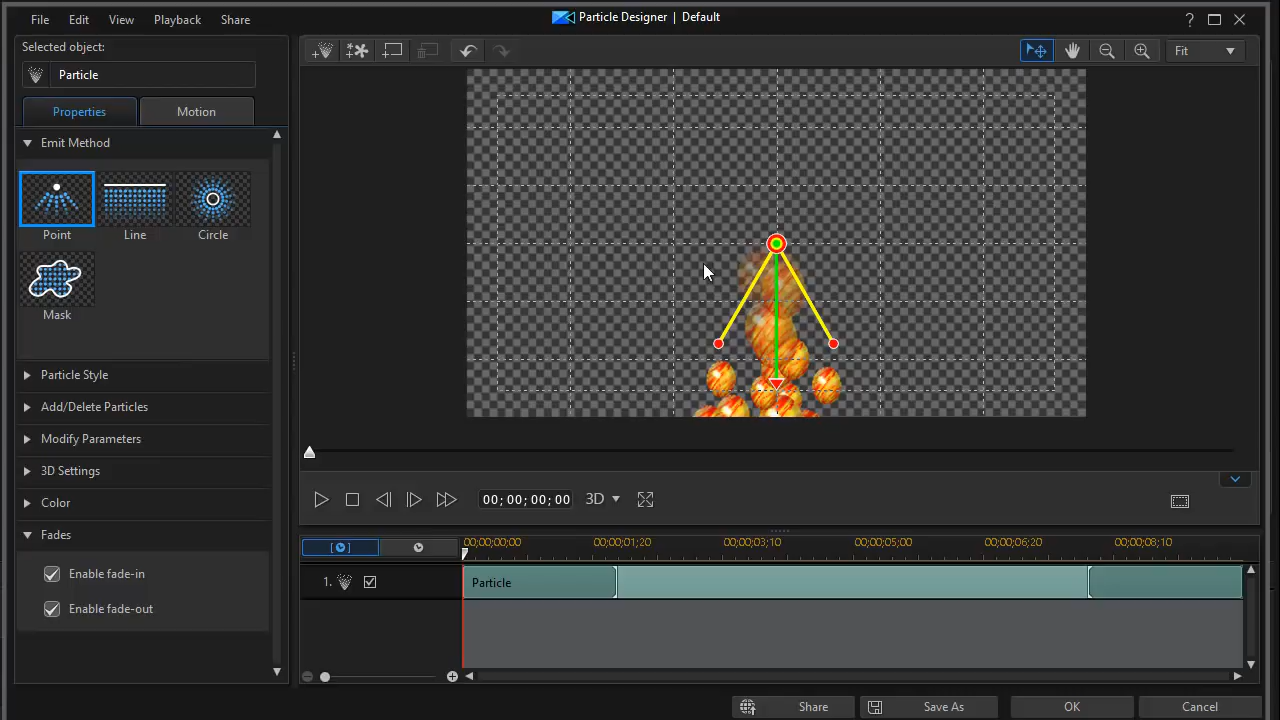 File Edit View Playback Share
Particle Designer | Default
?
Selected object:
Particle
Fit
Properties Motion
Emit Method
Point Line Circle
Mask
Particle Style
Add/Delete Particles
Modify Parameters
3D Settings
Color
Fades
Enable fade-in
Enable fade-out
00; 00; 00; 00 3D
00;00;00;00 00;00;01;20 00;00;03;10 00;00;05;00 00;00;06;20 00;00;08;10
1. Particle
Share Save As OK Cancel